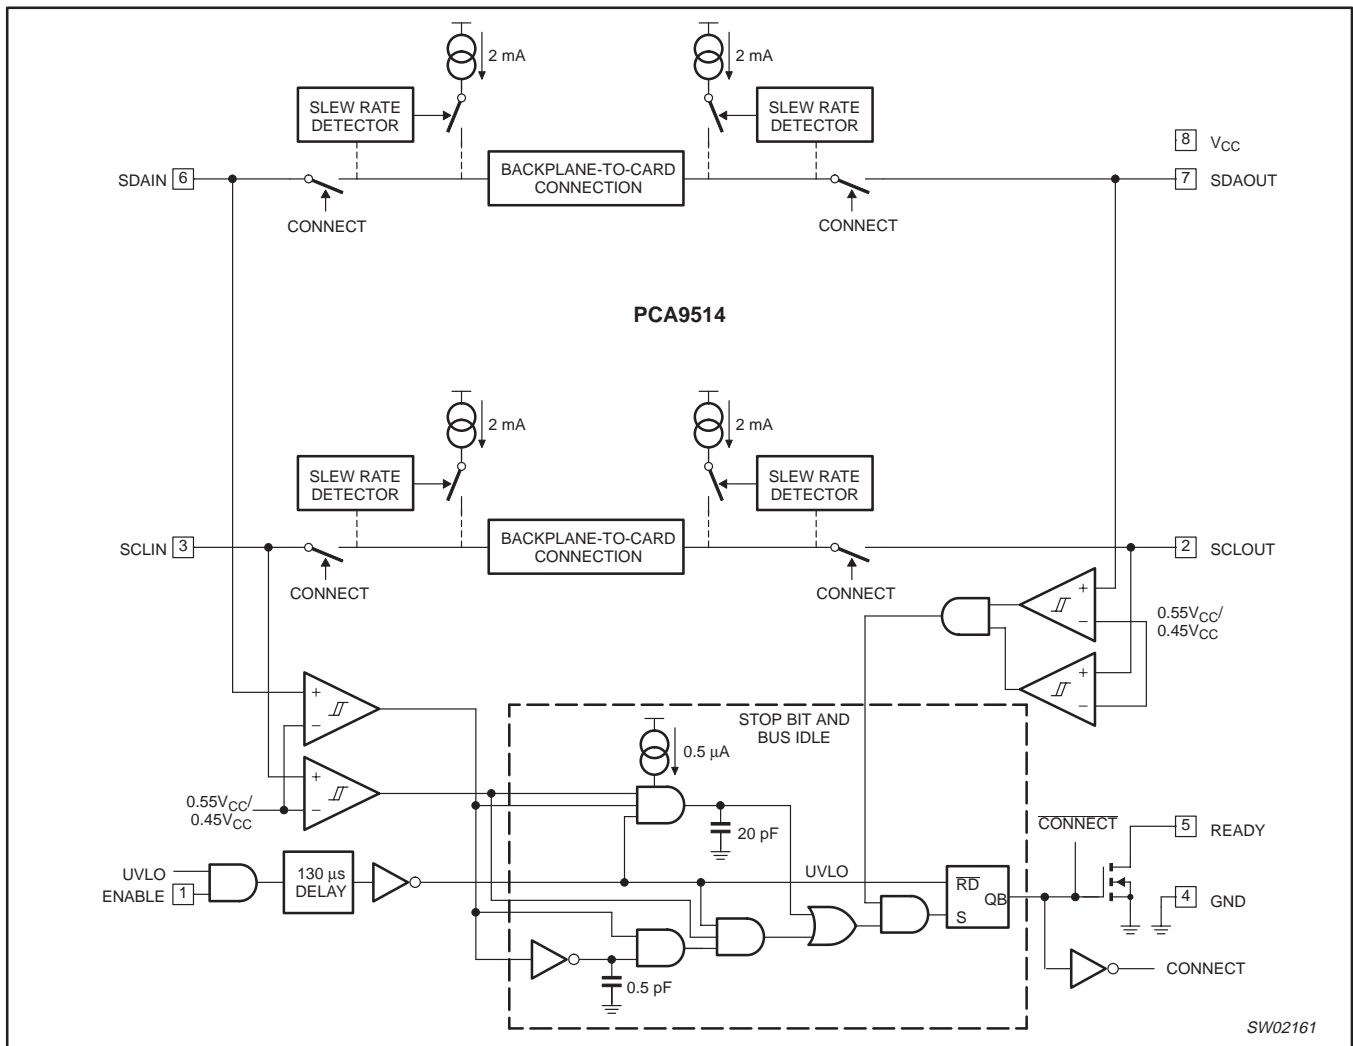 2 mA
2 mA
SLEW RATE
DETECTOR
SLEW RATE
DETECTOR
8 VCC
SDAIN 6
BACKPLANE-TO-CARD
CONNECTION
7 SDAOUT
CONNECT
CONNECT
PCA9514
2 mA
2 mA
SLEW RATE
DETECTOR
SLEW RATE
DETECTOR
SCLIN 3
BACKPLANE-TO-CARD
CONNECTION
2 SCLOUT
CONNECT
CONNECT
+
−
0.55VCC/
0.45VCC
+
−
+
−
STOP BIT AND
BUS IDLE
0.5 µA
+
−
0.55VCC/
0.45VCC
20 pF
CONNECT
5 READY
UVLO
ENABLE 1
130 µs
DELAY
UVLO
RD
QB
S
4 GND
0.5 pF
CONNECT
SW02161